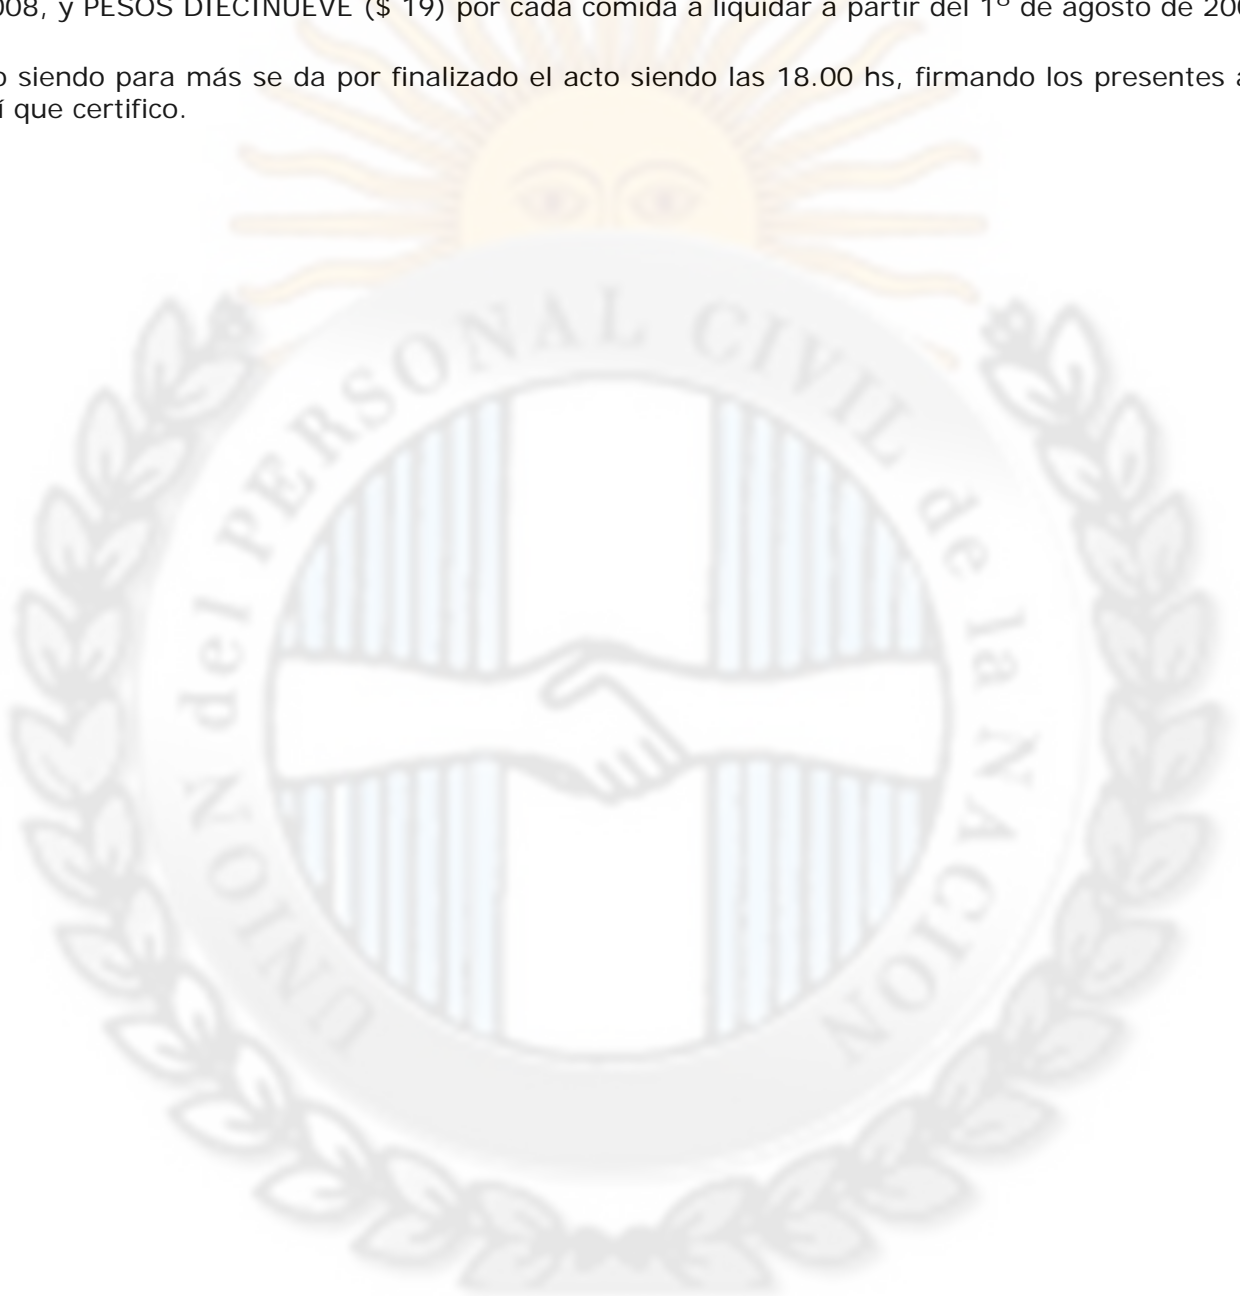 008, y PESOS DIECINUEVE ($ 19) por cada comida a liquidar a partir del 1º de agosto de 200
o siendo para más se da por finalizado el acto siendo las 18.00 hs, firmando los presentes a
í que certifico.
UNION del PERSONAL CIVIL de la NACION